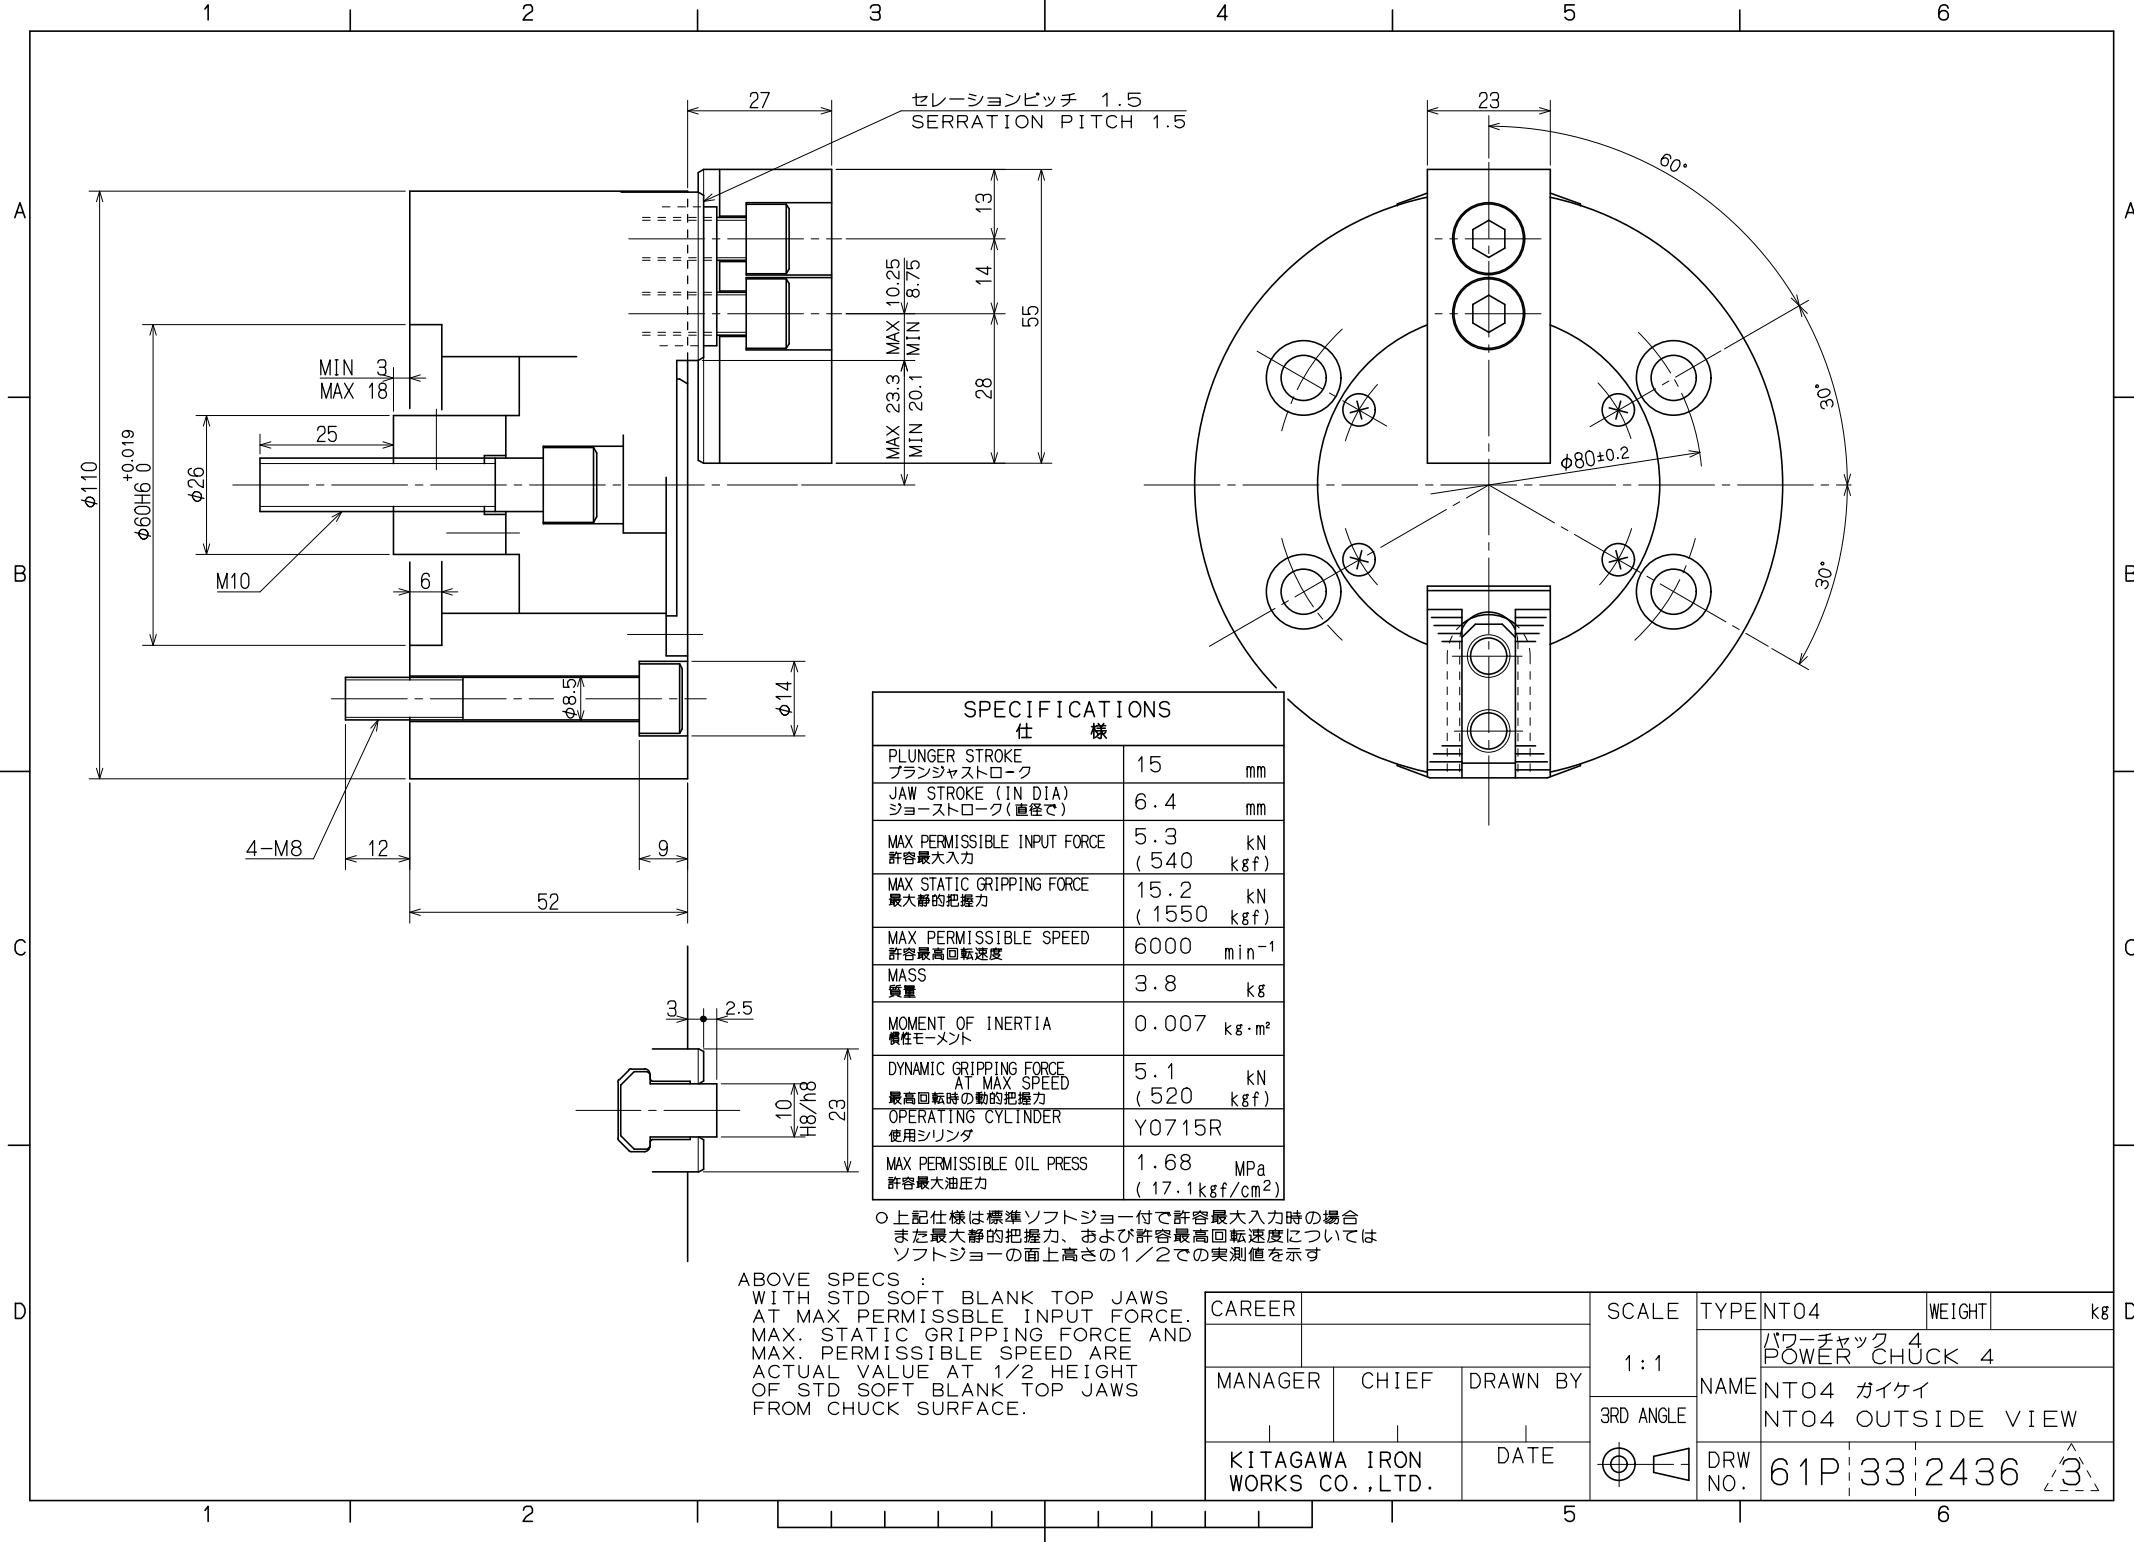 1 2 3 4 5 6
A A
B B
C C
D D
27
セレーションピッチ 1.5
SERRATION PITCH 1.5
23
60°
13
14
28
55
MAX 10.25
MIN 8.75
MAX 23.3
MIN 20.1
MIN 3
MAX 18
25
φ110
φ60H6 +0.019 0
φ26
M10
6
30°
φ80±0.2
30°
φ8.5
φ14
4-M8
12
9
52
3
2.5
10
H8/h8
23
SPECIFICATIONS
仕 様
PLUNGER STROKE 15 mm
プランジャストローク
JAW STROKE (IN DIA) 6.4 mm
ジョーストローク(直径で)
MAX PERMISSIBLE INPUT FORCE 5.3 kN
許容最大入力 (540 kgf)
MAX STATIC GRIPPING FORCE 15.2 kN
最大静的把握力 (1550 kgf)
MAX PERMISSIBLE SPEED 6000 min⁻¹
許容最高回転速度
MASS 3.8 kg
質量
MOMENT OF INERTIA 0.007 kg·m²
慣性モーメント
DYNAMIC GRIPPING FORCE 5.1 kN
AT MAX SPEED
最高回転時の動的把握力 (520 kgf)
OPERATING CYLINDER Y0715R
使用シリンダ
MAX PERMISSIBLE OIL PRESS 1.68 MPa
許容最大油圧力 (17.1kgf/cm²)
○上記仕様は標準ソフトジョー付で許容最大入力時の場合
また最大静的把握力、および許容最高回転速度については
ソフトジョーの面上高さの1/2での実測値を示す
ABOVE SPECS :
WITH STD SOFT BLANK TOP JAWS
AT MAX PERMISSBLE INPUT FORCE.
MAX. STATIC GRIPPING FORCE AND
MAX. PERMISSIBLE SPEED ARE
ACTUAL VALUE AT 1/2 HEIGHT
OF STD SOFT BLANK TOP JAWS
FROM CHUCK SURFACE.
CAREER
SCALE
1:1
TYPE NT04 WEIGHT kg
パワーチャック 4
POWER CHUCK 4
NAME
NT04 ガイケイ
NT04 OUTSIDE VIEW
MANAGER CHIEF DRAWN BY
3RD ANGLE
KITAGAWA IRON
WORKS CO.,LTD.
DATE
DRW
NO.
61P 33 2436 3
1 2 5 6